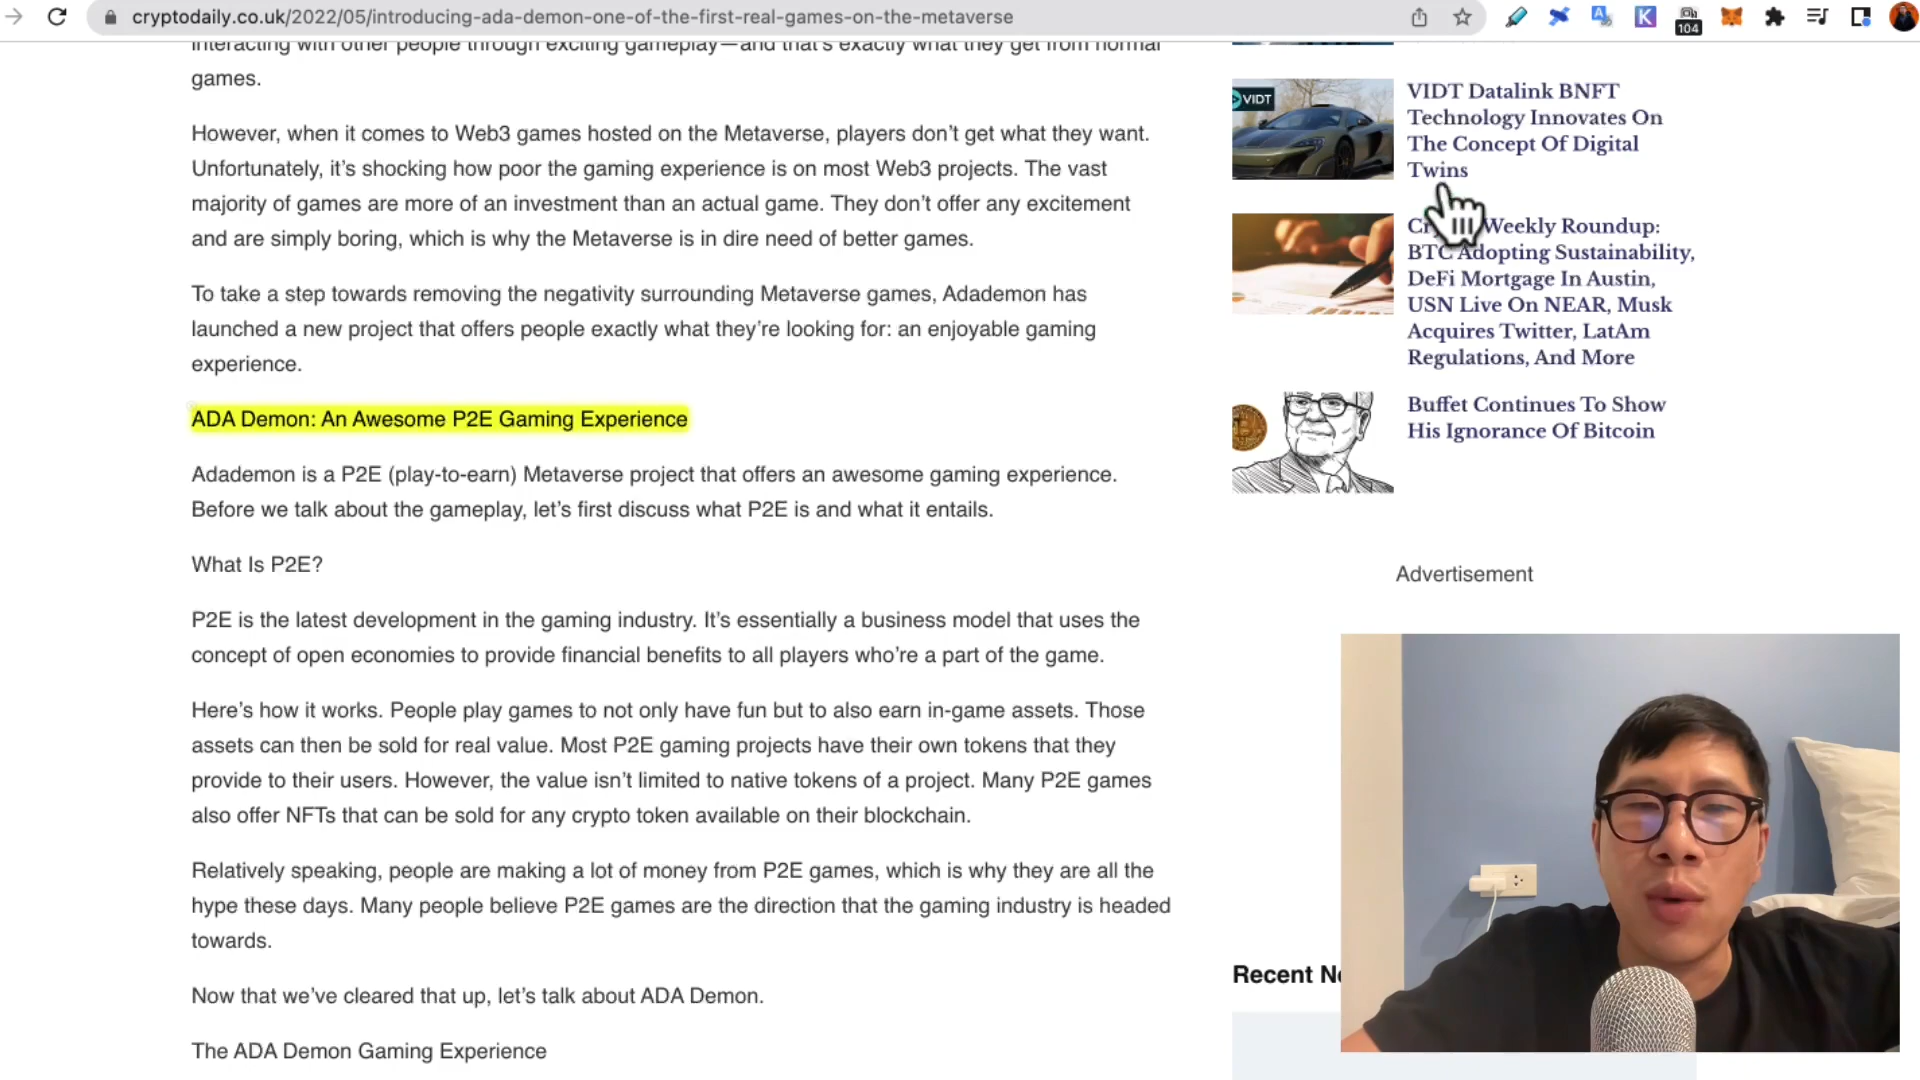 cryptodaily.co.uk/2022/05/introducing-ada-demon-one-of-the-first-real-games-on-the-metaverse
104
interacting with other people through exciting gameplay—and that's exactly what they get from normal
games.
However, when it comes to Web3 games hosted on the Metaverse, players don't get what they want.
Unfortunately, it's shocking how poor the gaming experience is on most Web3 projects. The vast
majority of games are more of an investment than an actual game. They don't offer any excitement
and are simply boring, which is why the Metaverse is in dire need of better games.
To take a step towards removing the negativity surrounding Metaverse games, Adademon has
launched a new project that offers people exactly what they're looking for: an enjoyable gaming
experience.
ADA Demon: An Awesome P2E Gaming Experience
Adademon is a P2E (play-to-earn) Metaverse project that offers an awesome gaming experience.
Before we talk about the gameplay, let's first discuss what P2E is and what it entails.
What Is P2E?
P2E is the latest development in the gaming industry. It's essentially a business model that uses the
concept of open economies to provide financial benefits to all players who're a part of the game.
Here's how it works. People play games to not only have fun but to also earn in-game assets. Those
assets can then be sold for real value. Most P2E gaming projects have their own tokens that they
provide to their users. However, the value isn't limited to native tokens of a project. Many P2E games
also offer NFTs that can be sold for any crypto token available on their blockchain.
Relatively speaking, people are making a lot of money from P2E games, which is why they are all the
hype these days. Many people believe P2E games are the direction that the gaming industry is headed
towards.
Now that we've cleared that up, let's talk about ADA Demon.
The ADA Demon Gaming Experience
VIDT
VIDT Datalink BNFT
Technology Innovates On
The Concept Of Digital
Twins
Weekly Roundup:
BTC Adopting Sustainability,
DeFi Mortgage In Austin,
USN Live On NEAR, Musk
Acquires Twitter, LatAm
Regulations, And More
Buffet Continues To Show
His Ignorance Of Bitcoin
Advertisement
Recent